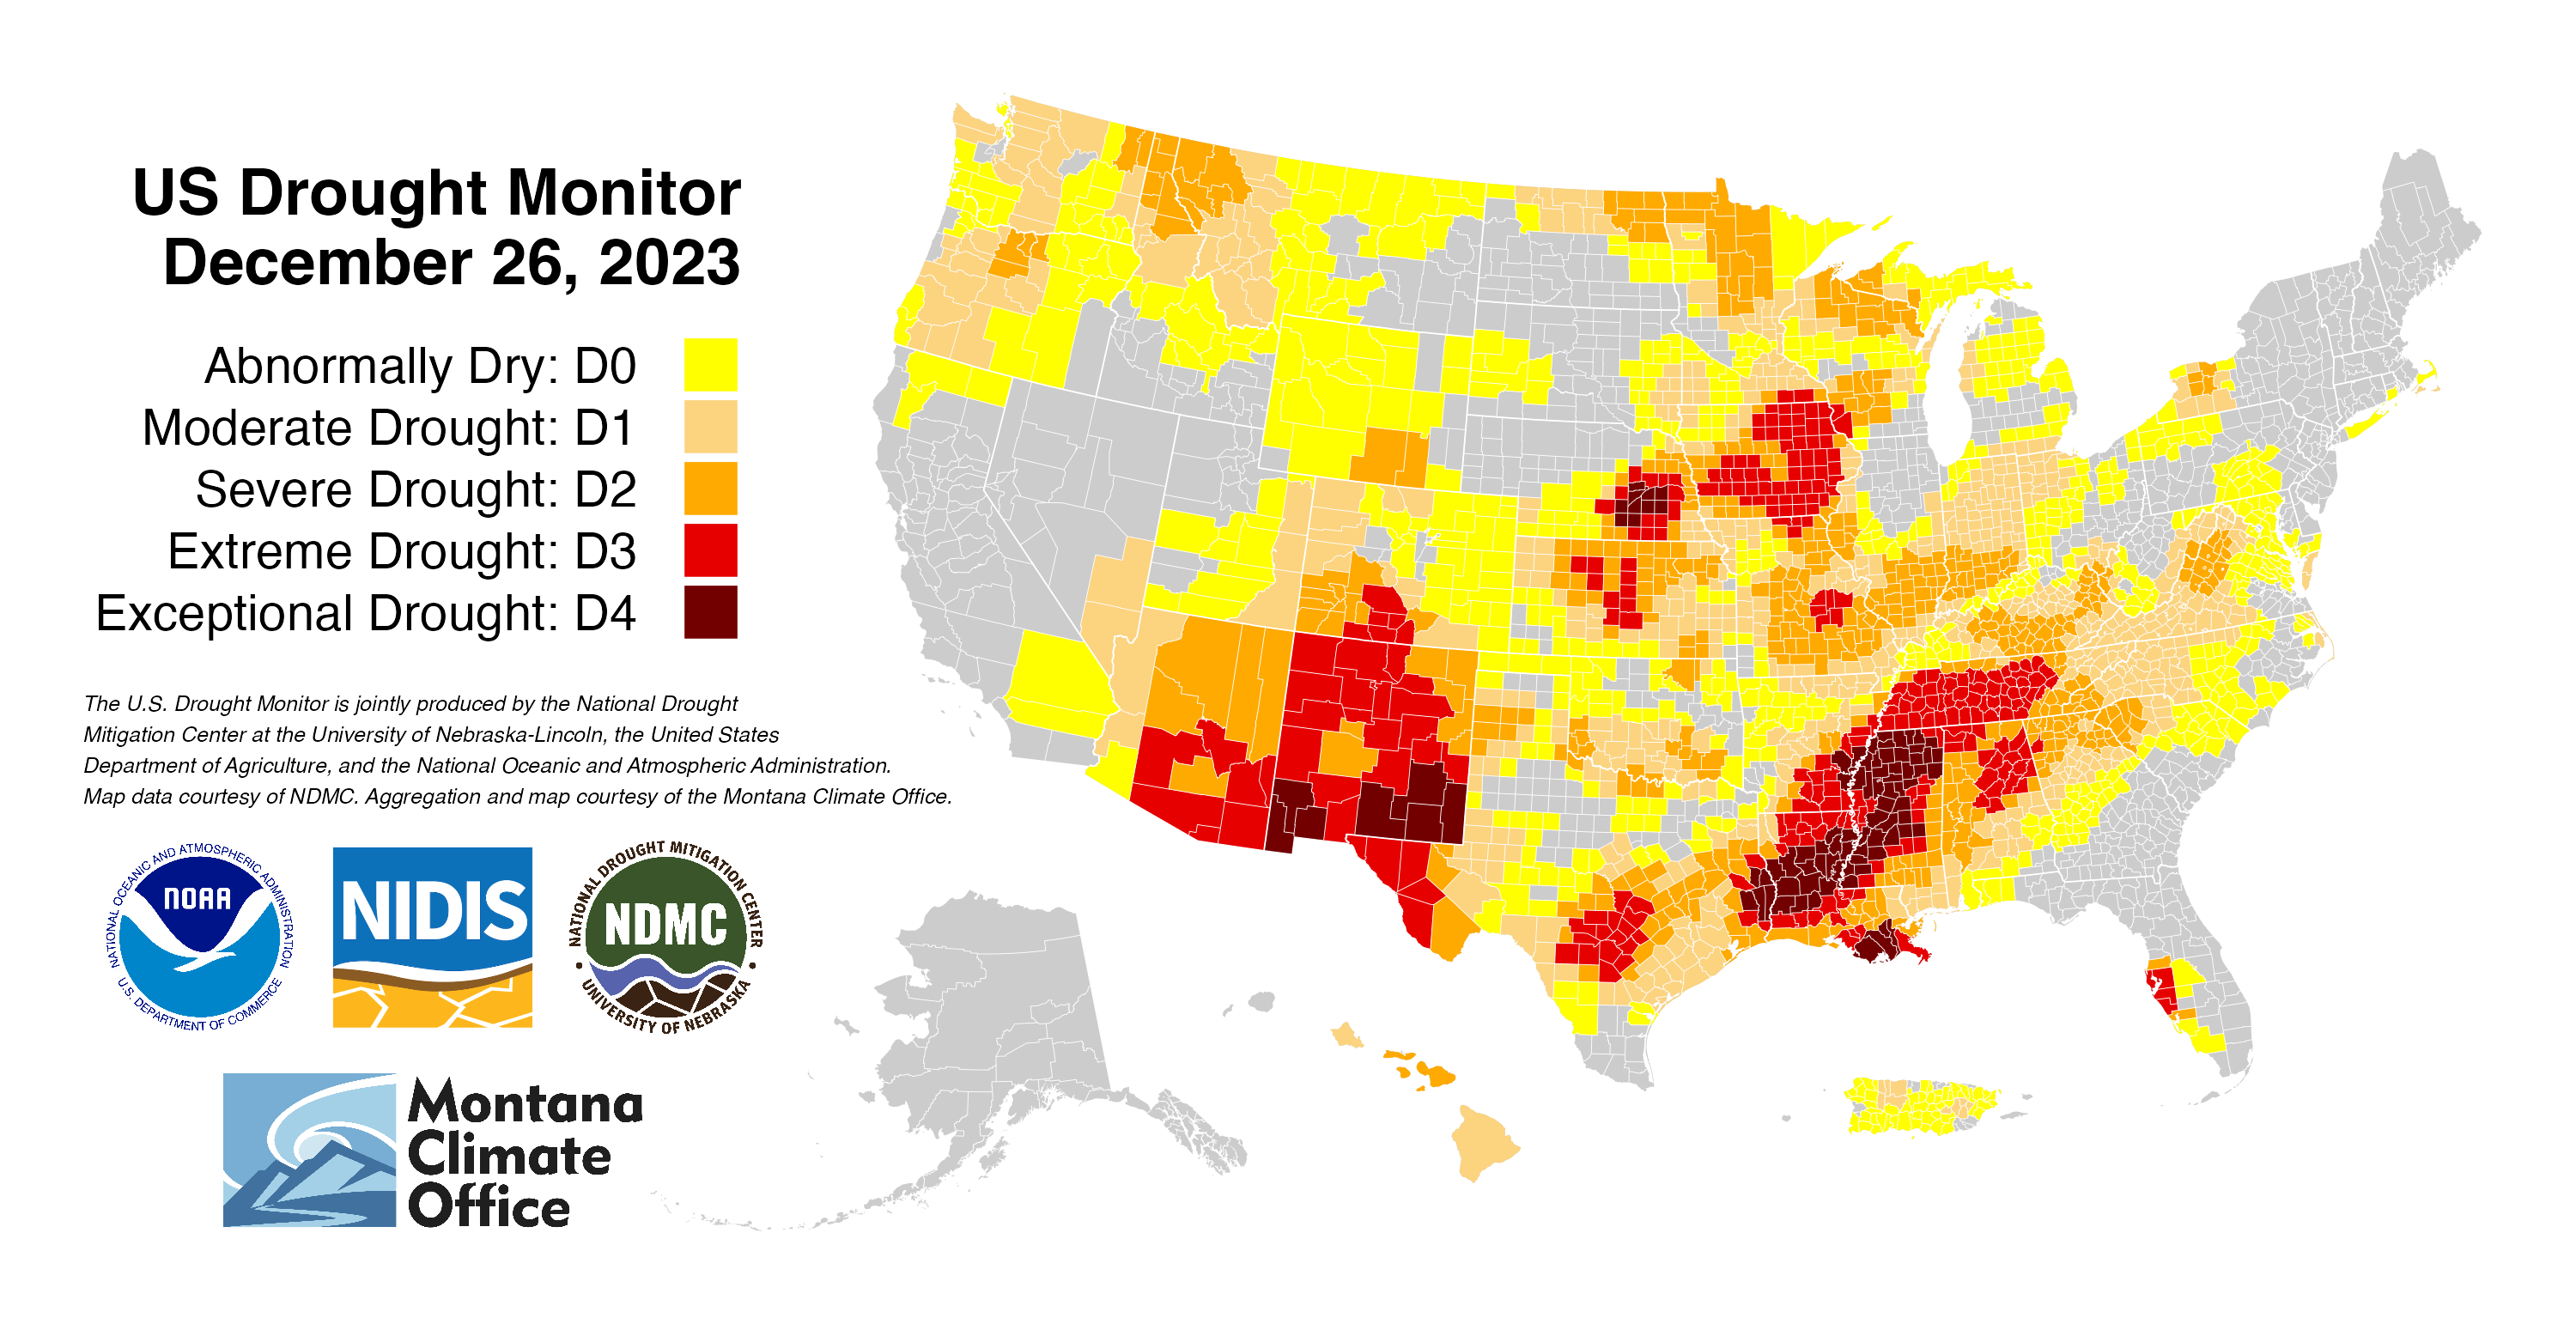 US Drought Monitor
December 26, 2023
Abnormally Dry: D0
Moderate Drought: D1
Severe Drought: D2
Extreme Drought: D3
Exceptional Drought: D4
The U.S. Drought Monitor is jointly produced by the National Drought
Mitigation Center at the University of Nebraska-Lincoln, the United States
Department of Agriculture, and the National Oceanic and Atmospheric Administration.
Map data courtesy of NDMC. Aggregation and map courtesy of the Montana Climate Office.
NATIONAL OCEANIC AND ATMOSPHERIC ADMINISTRATION
NOAA
U.S. DEPARTMENT OF COMMERCE
NIDIS
NATIONAL DROUGHT MITIGATION CENTER
NDMC
UNIVERSITY OF NEBRASKA
Montana
Climate
Office